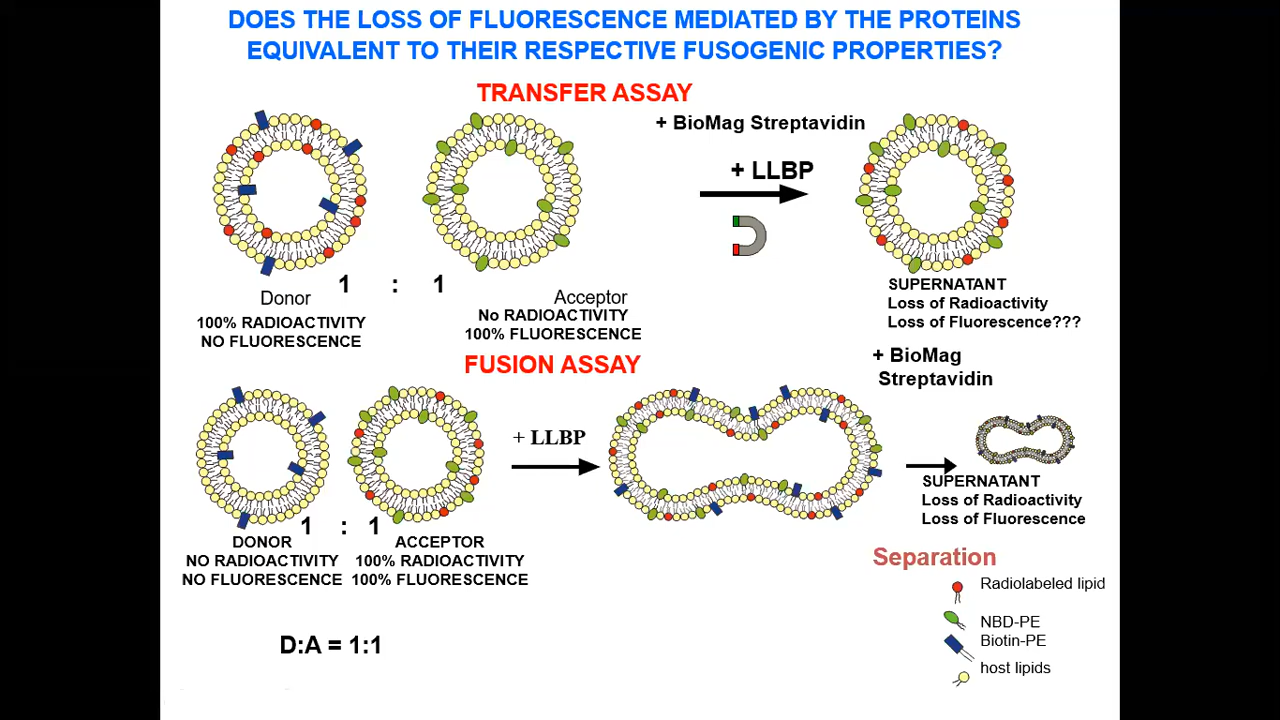 DOES THE LOSS OF FLUORESCENCE MEDIATED BY THE PROTEINS
EQUIVALENT TO THEIR RESPECTIVE FUSOGENIC PROPERTIES?
TRANSFER ASSAY
+ BioMag Streptavidin
+ LLBP
1 : 1
Donor
100% RADIOACTIVITY
NO FLUORESCENCE
Acceptor
No RADIOACTIVITY
100% FLUORESCENCE
SUPERNATANT
Loss of Radioactivity
Loss of Fluorescence???
FUSION ASSAY
+ BioMag
Streptavidin
+ LLBP
1 : 1
DONOR
NO RADIOACTIVITY
NO FLUORESCENCE
ACCEPTOR
100% RADIOACTIVITY
100% FLUORESCENCE
SUPERNATANT
Loss of Radioactivity
Loss of Fluorescence
Separation
Radiolabeled lipid
NBD-PE
Biotin-PE
host lipids
D:A = 1:1